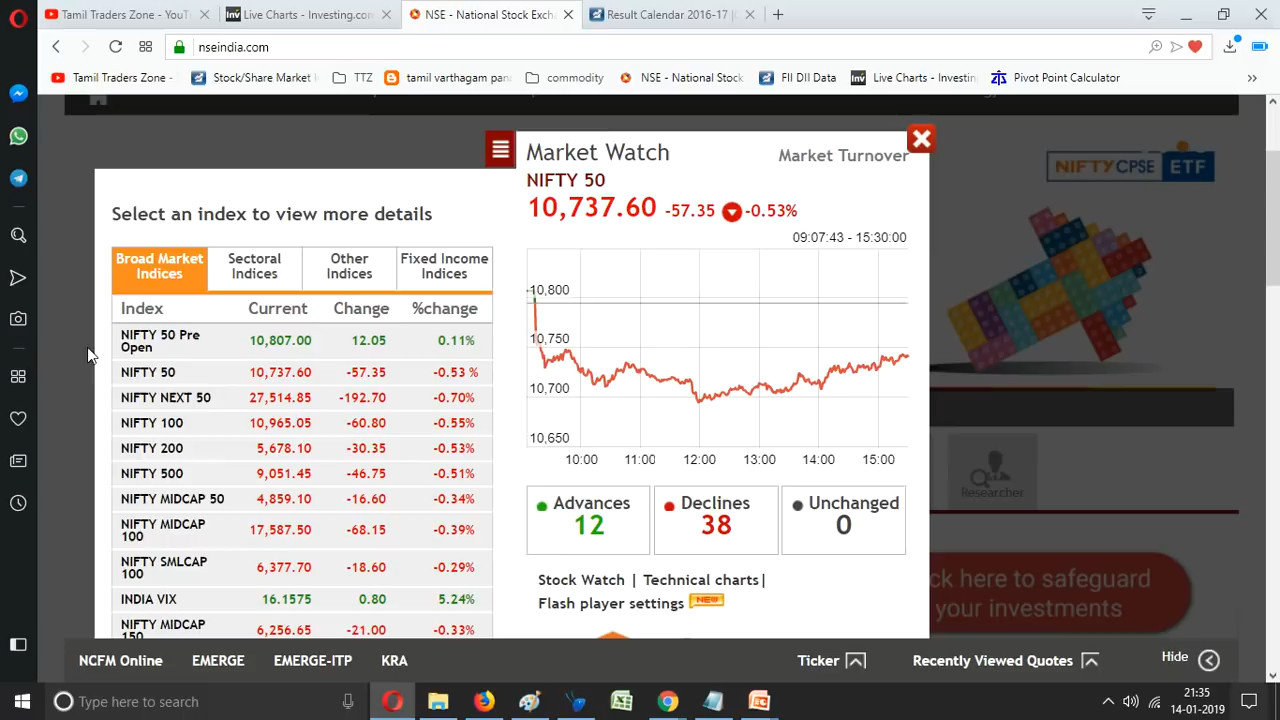 Tamil Traders Zone - YouT
Live Charts - Investing.com
NSE - National Stock Excha
Result Calendar 2016-17 |
nseindia.com
Tamil Traders Zone -
Stock/Share Market
TTZ
tamil varthagam pan
commodity
NSE - National Stock
FII DII Data
Live Charts - Investin
Pivot Point Calculator
Market Watch
Market Turnover
NIFTY 50
10,737.60 -57.35 -0.53%
09:07:43 - 15:30:00
NIFTY CPSE ETF
Select an index to view more details
Broad Market Indices
Sectoral Indices
Other Indices
Fixed Income Indices
Index Current Change %change
NIFTY 50 Pre Open 10,807.00 12.05 0.11%
NIFTY 50 10,737.60 -57.35 -0.53 %
NIFTY NEXT 50 27,514.85 -192.70 -0.70%
NIFTY 100 10,965.05 -60.80 -0.55%
NIFTY 200 5,678.10 -30.35 -0.53%
NIFTY 500 9,051.45 -46.75 -0.51%
NIFTY MIDCAP 50 4,859.10 -16.60 -0.34%
NIFTY MIDCAP 100 17,587.50 -68.15 -0.39%
NIFTY SMLCAP 100 6,377.70 -18.60 -0.29%
INDIA VIX 16.1575 0.80 5.24%
NIFTY MIDCAP 150 6,256.65 -21.00 -0.33%
10,800
10,750
10,700
10,650
10:00 11:00 12:00 13:00 14:00 15:00
Advances
12
Declines
38
Unchanged
0
Stock Watch | Technical charts|
Flash player settings NEW
Researcher
ck here to safeguard
your investments
NCFM Online EMERGE EMERGE-ITP KRA
Ticker
Recently Viewed Quotes
Hide
Type here to search
21:35
14-01-2019